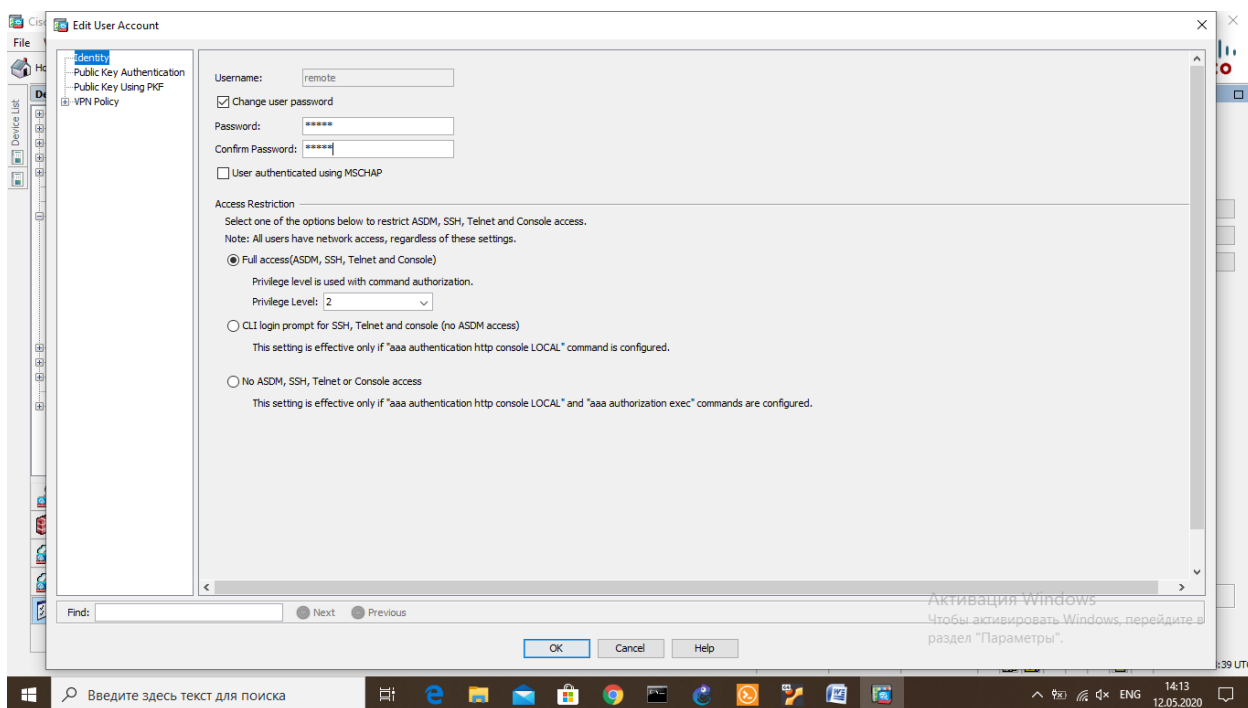 Edit User Account
File
Identity
Public Key Authentication
Public Key Using PKF
VPN Policy
Device List
Username: remote
Change user password
Password: *****
Confirm Password: *****
User authenticated using MSCHAP
Access Restriction
Select one of the options below to restrict ASDM, SSH, Telnet and Console access.
Note: All users have network access, regardless of these settings.
Full access(ASDM, SSH, Telnet and Console)
Privilege level is used with command authorization.
Privilege Level: 2
CLI login prompt for SSH, Telnet and console (no ASDM access)
This setting is effective only if "aaa authentication http console LOCAL" command is configured.
No ASDM, SSH, Telnet or Console access
This setting is effective only if "aaa authentication http console LOCAL" and "aaa authorization exec" commands are configured.
Find: Next Previous
Активация Windows
Чтобы активировать Windows, перейдите в
раздел "Параметры".
OK Cancel Help
Введите здесь текст для поиска
ENG
14:13
12.05.2020